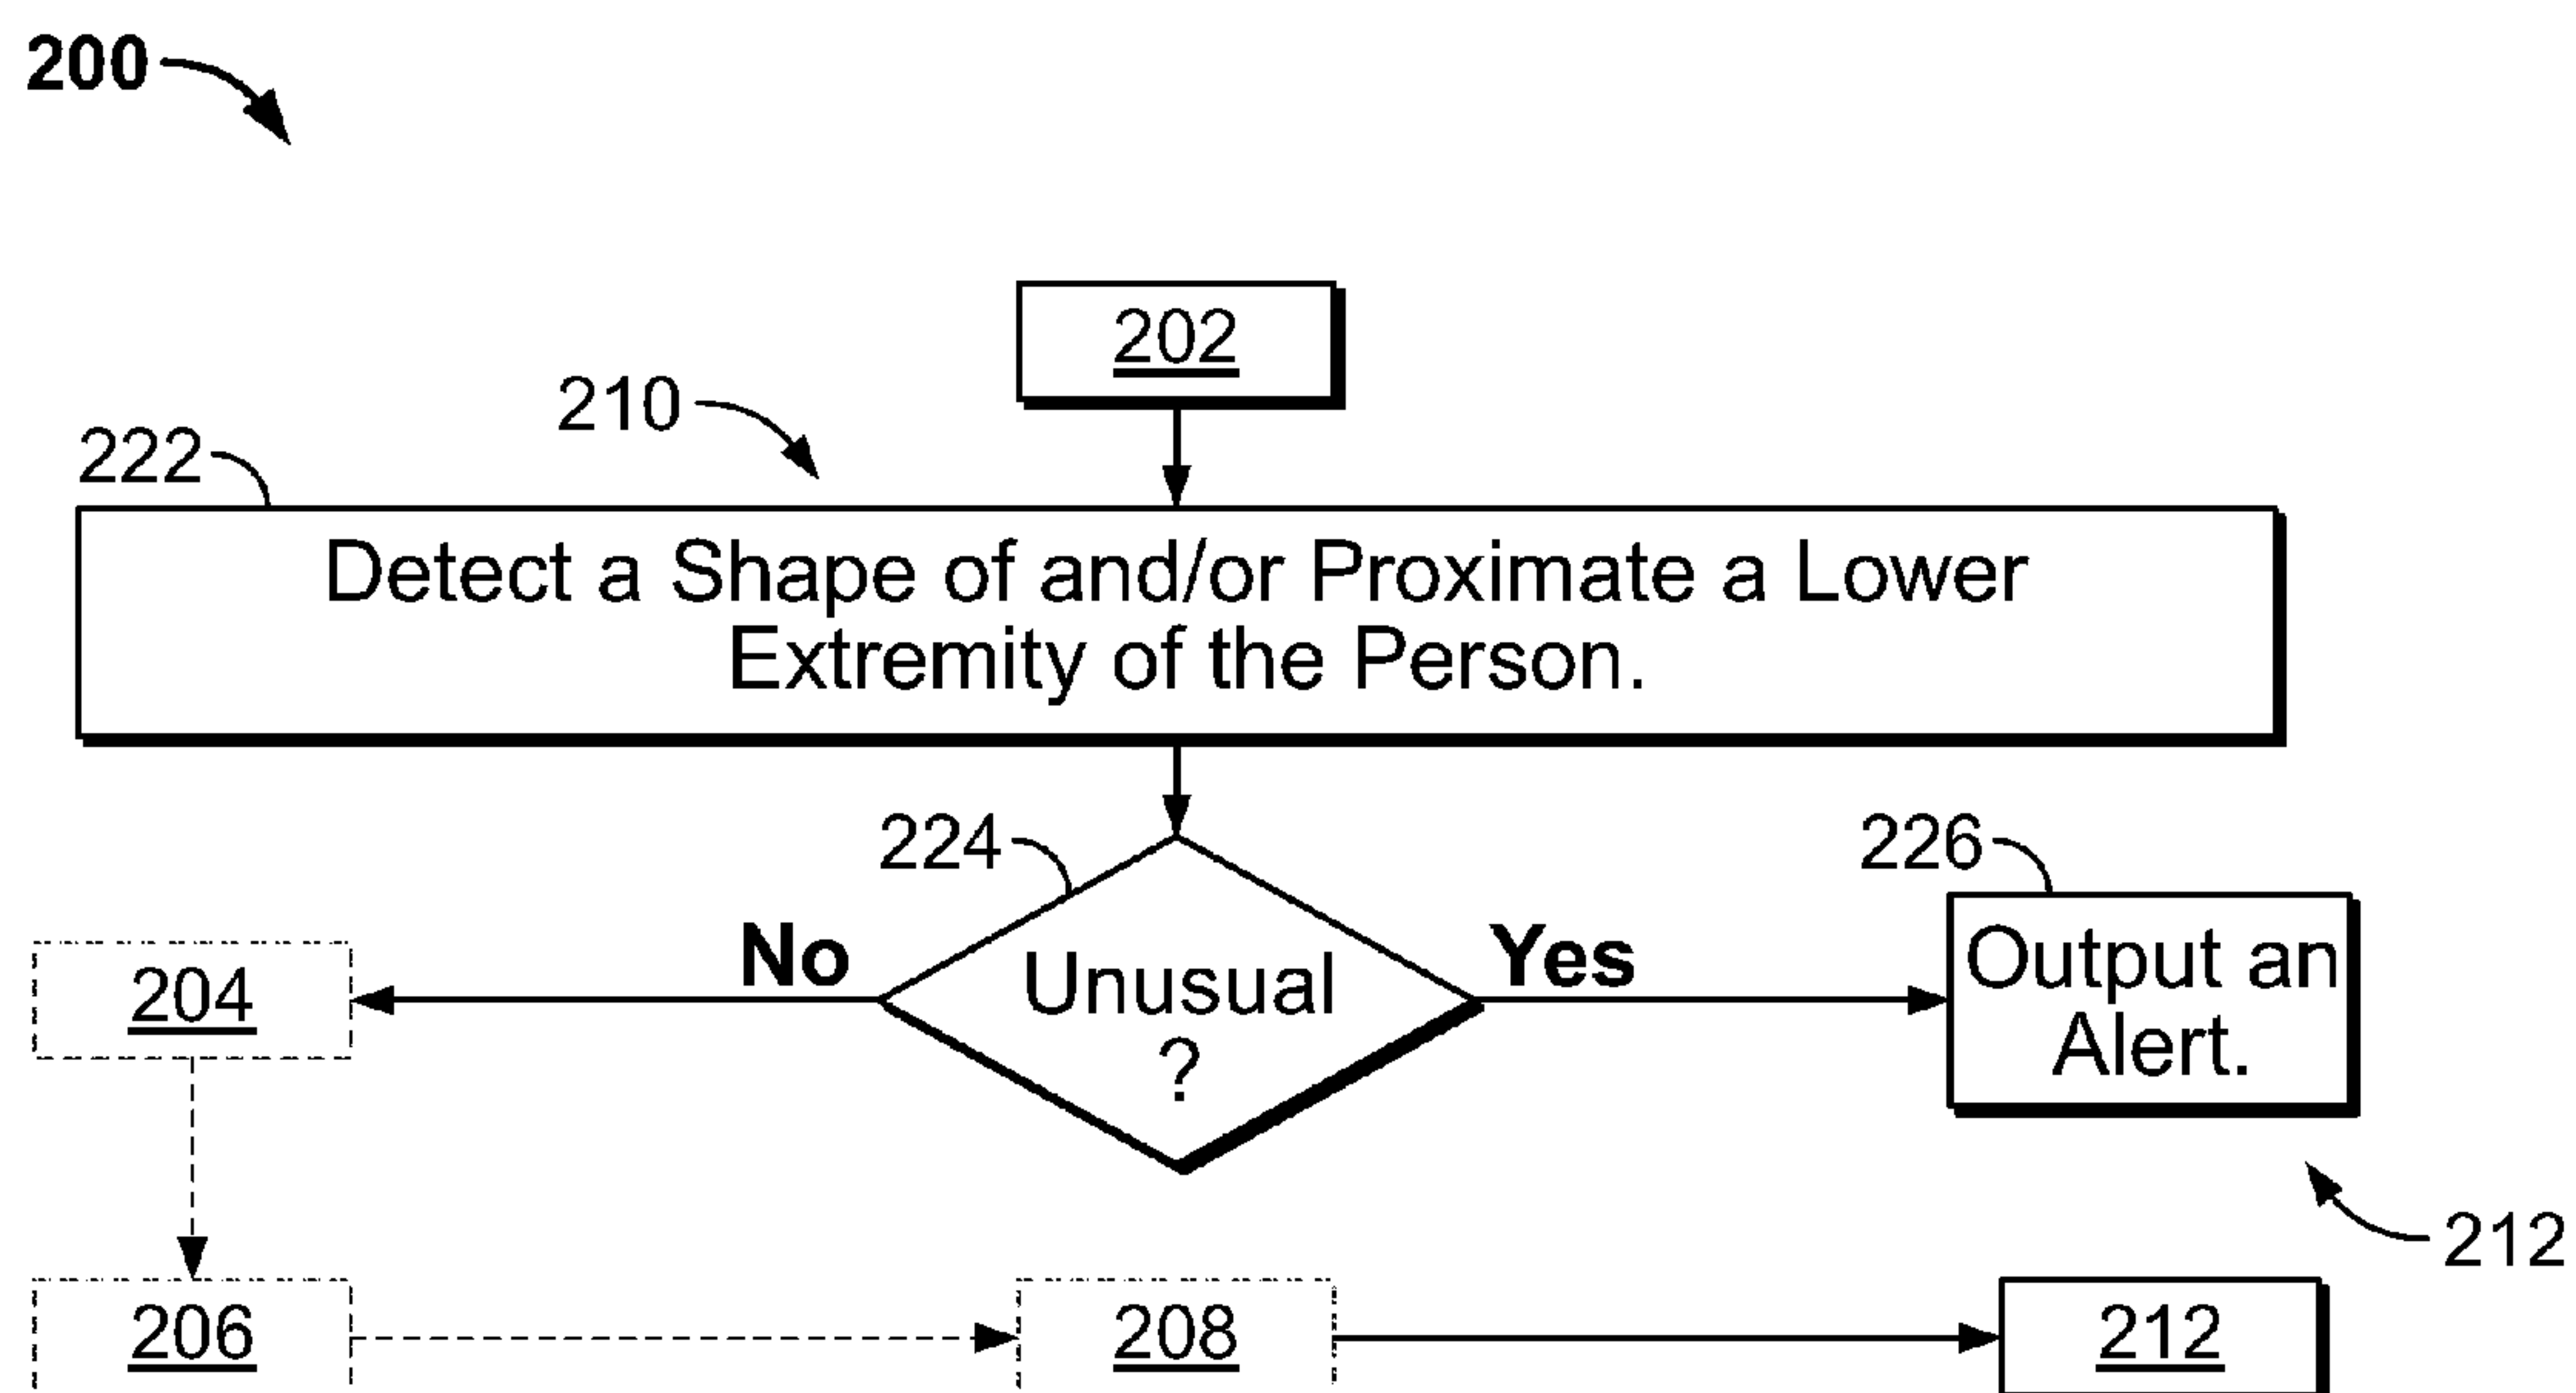 200
202
210
222
Detect a Shape of and/or Proximate a Lower
Extremity of the Person.
224
226
No
Yes
Unusual
?
Output an
Alert.
204
212
206
208
212